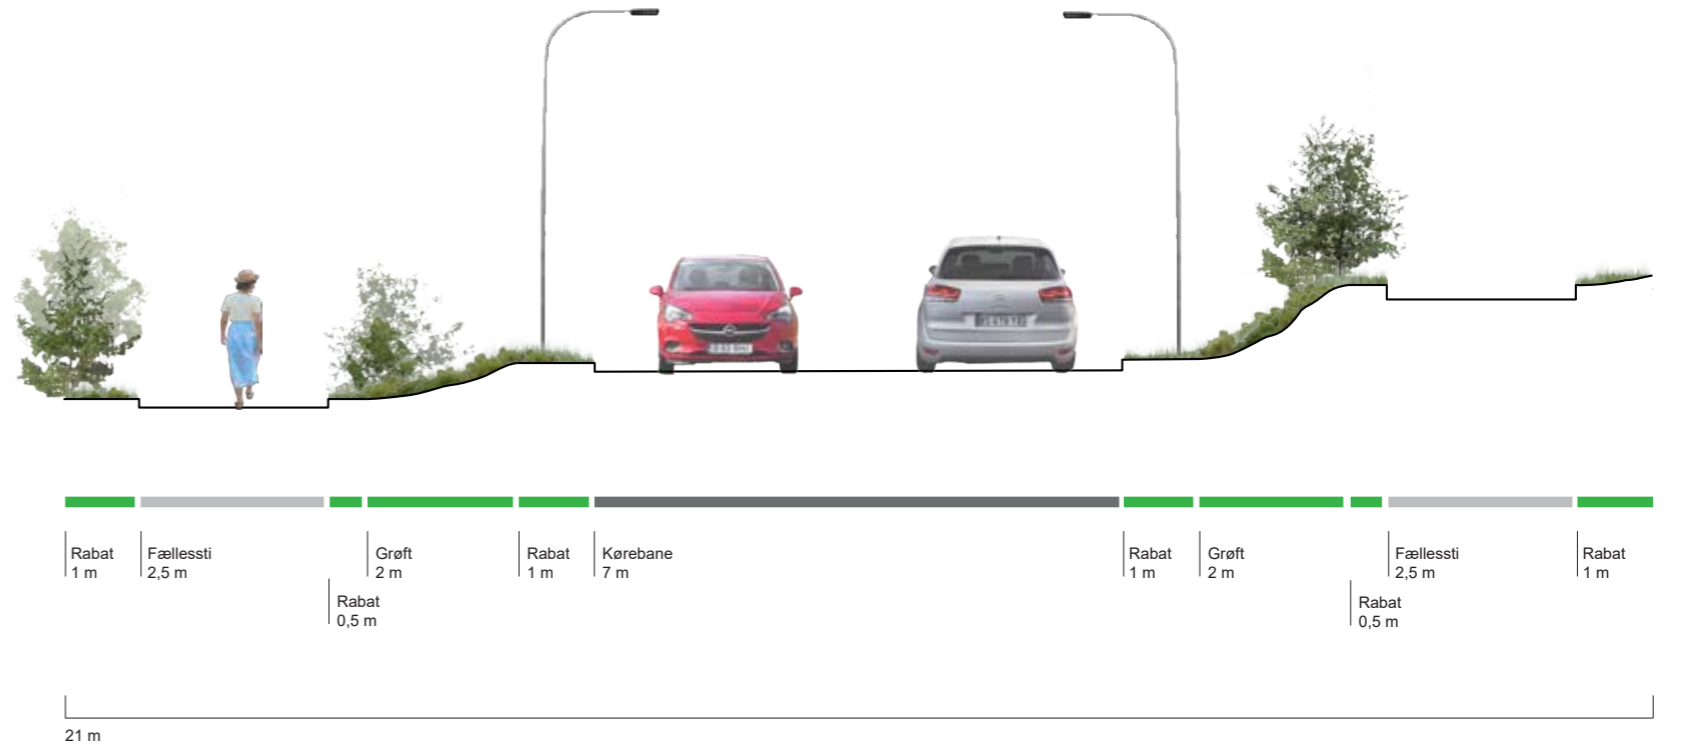 Rabat
1 m
Fællessti
2,5 m
Rabat
0,5 m
Grøft
2 m
Rabat
1 m
Kørebane
7 m
Rabat
1 m
Grøft
2 m
Rabat
0,5 m
Fællessti
2,5 m
Rabat
1 m
21 m